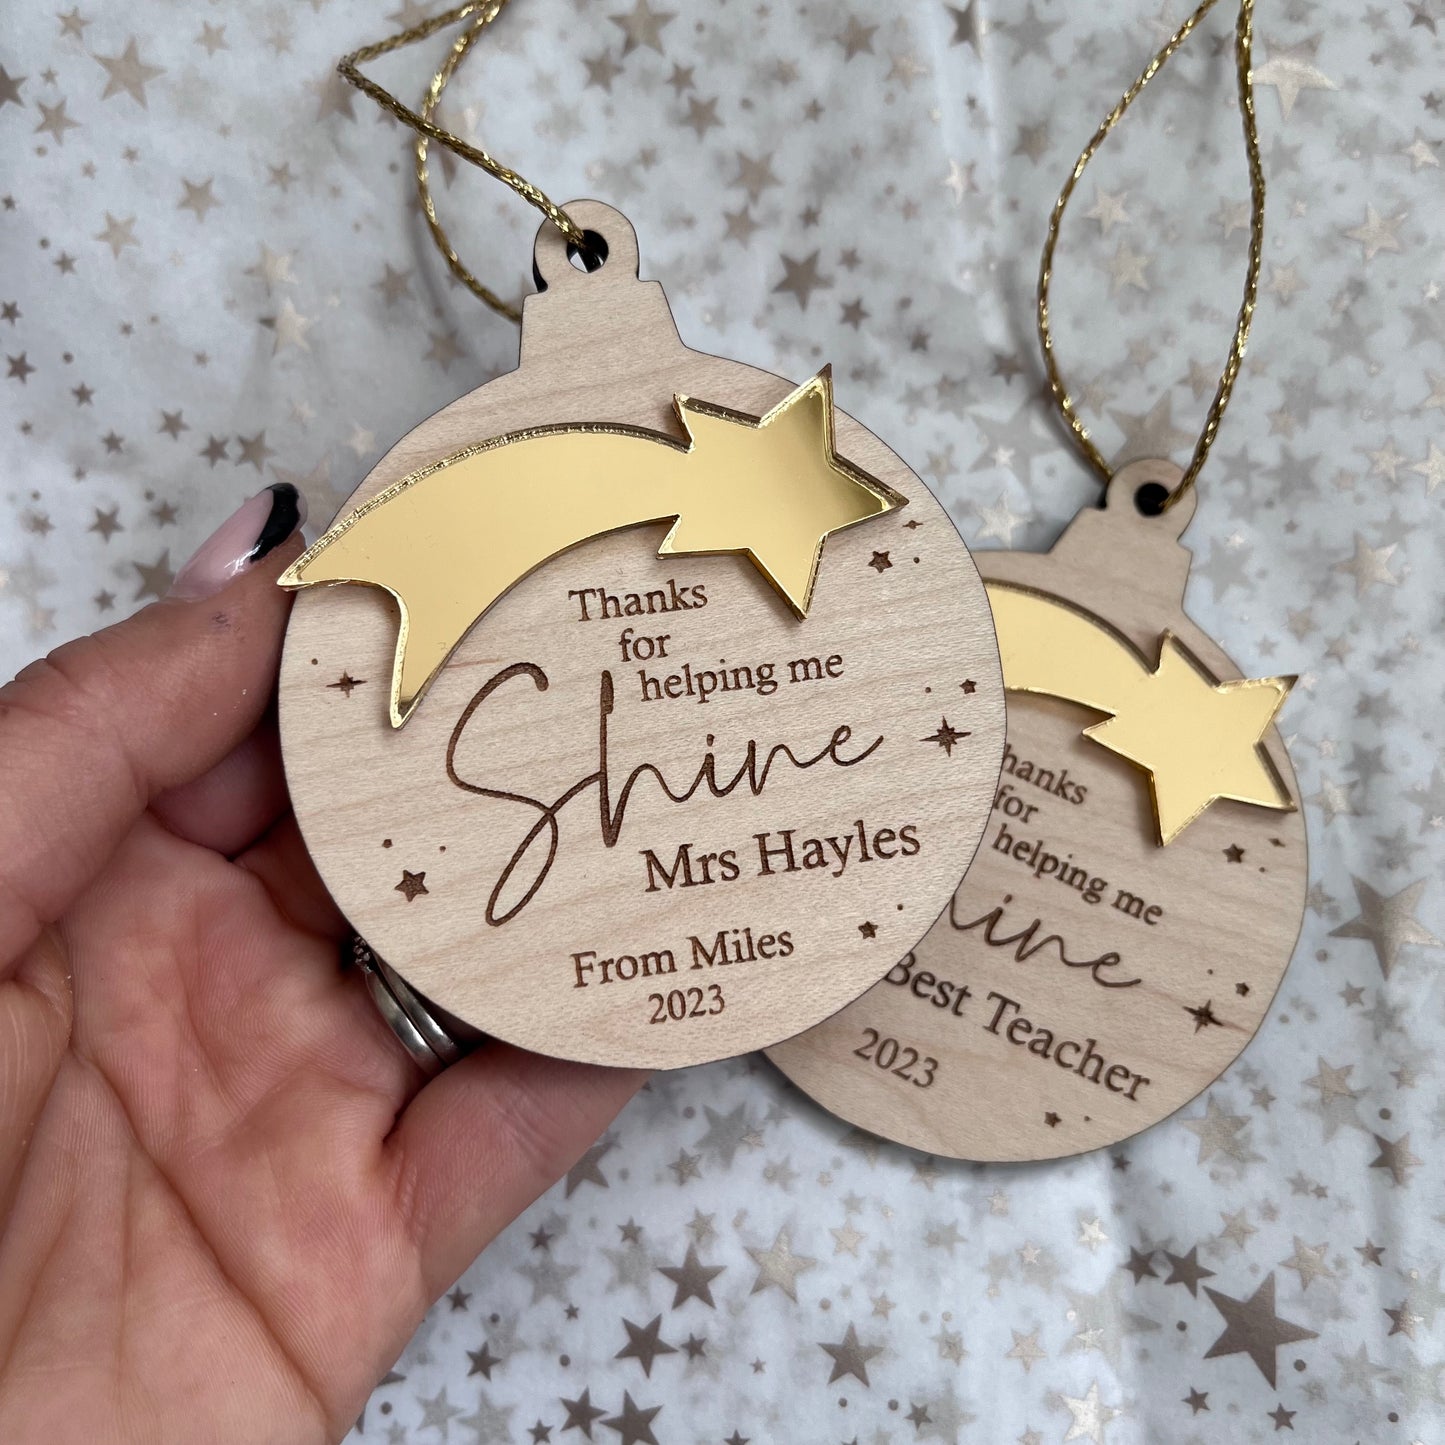 Thanks
for
helping me
Shine
Mrs Hayles
From Miles
2023
for
helping me
Best Teacher
2023